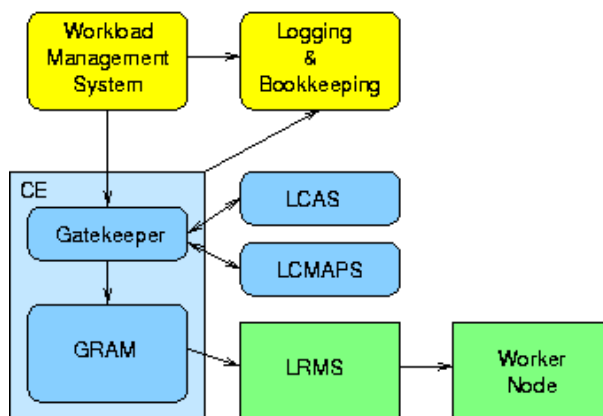 Workload
Management
System
Logging
&
Bookkeeping
CE
Gatekeeper
LCAS
LCMAPS
GRAM
LRMS
Worker
Node